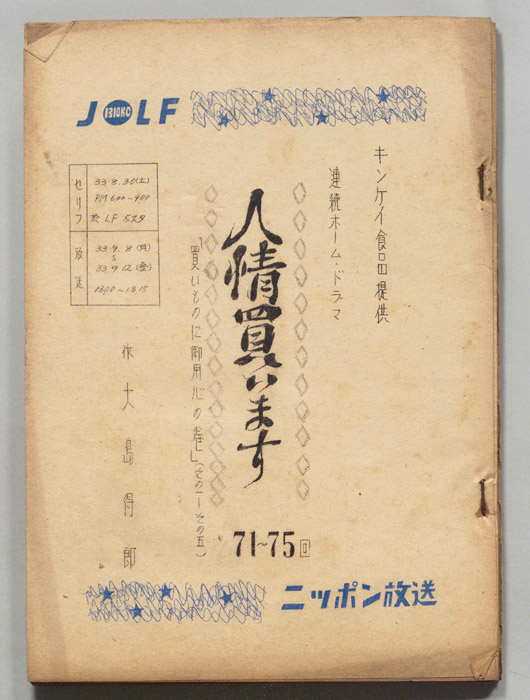 JOLF
1310KC
キンケイ食品提供
連続ホーム・ドラマ
人情買います
「買いものに御用心の巻」(その一~その五)
71~75回
セリフ
33.8.30(土)
PM 6.00~9.00
於 LF 5スタ
放送
33.9.8(月)
33.9.12(金)
13.00~13.15
作 大島得郎
ニッポン放送